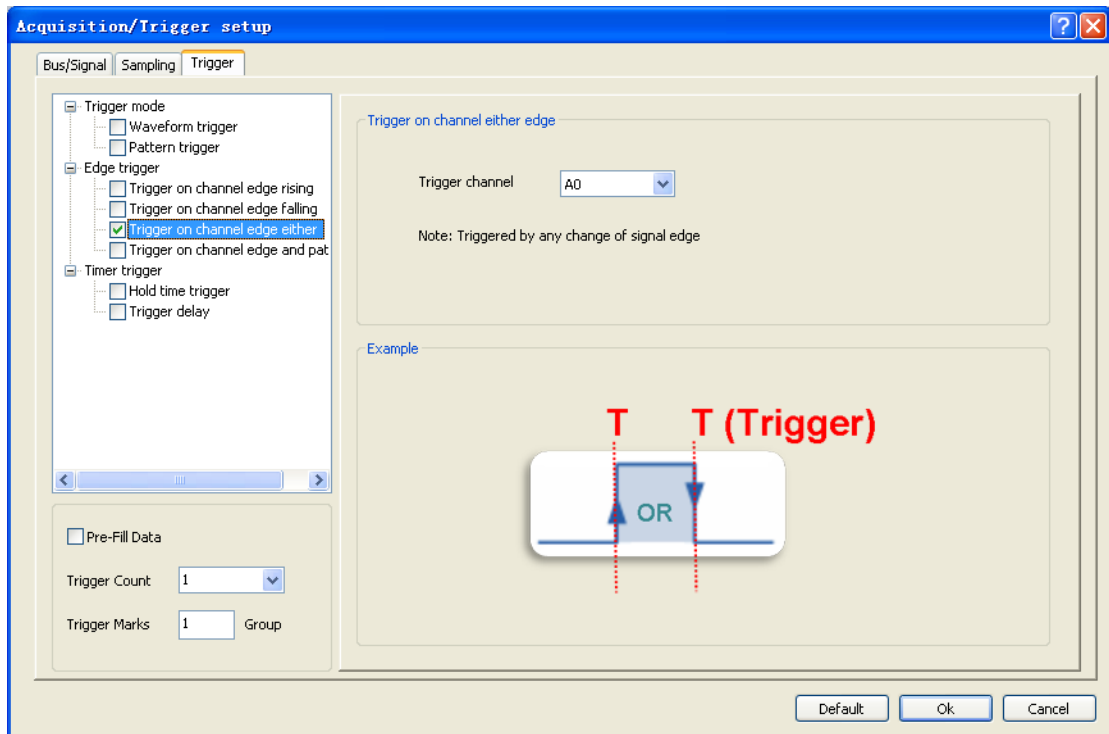 Acquisition/Trigger setup
Bus/Signal Sampling Trigger
Trigger mode
Waveform trigger
Pattern trigger
Edge trigger
Trigger on channel edge rising
Trigger on channel edge falling
Trigger on channel edge either
Trigger on channel edge and pat
Timer trigger
Hold time trigger
Trigger delay
Pre-Fill Data
Trigger Count 1
Trigger Marks 1 Group
Trigger on channel either edge
Trigger channel A0
Note: Triggered by any change of signal edge
Example
T T (Trigger)
OR
Default Ok Cancel